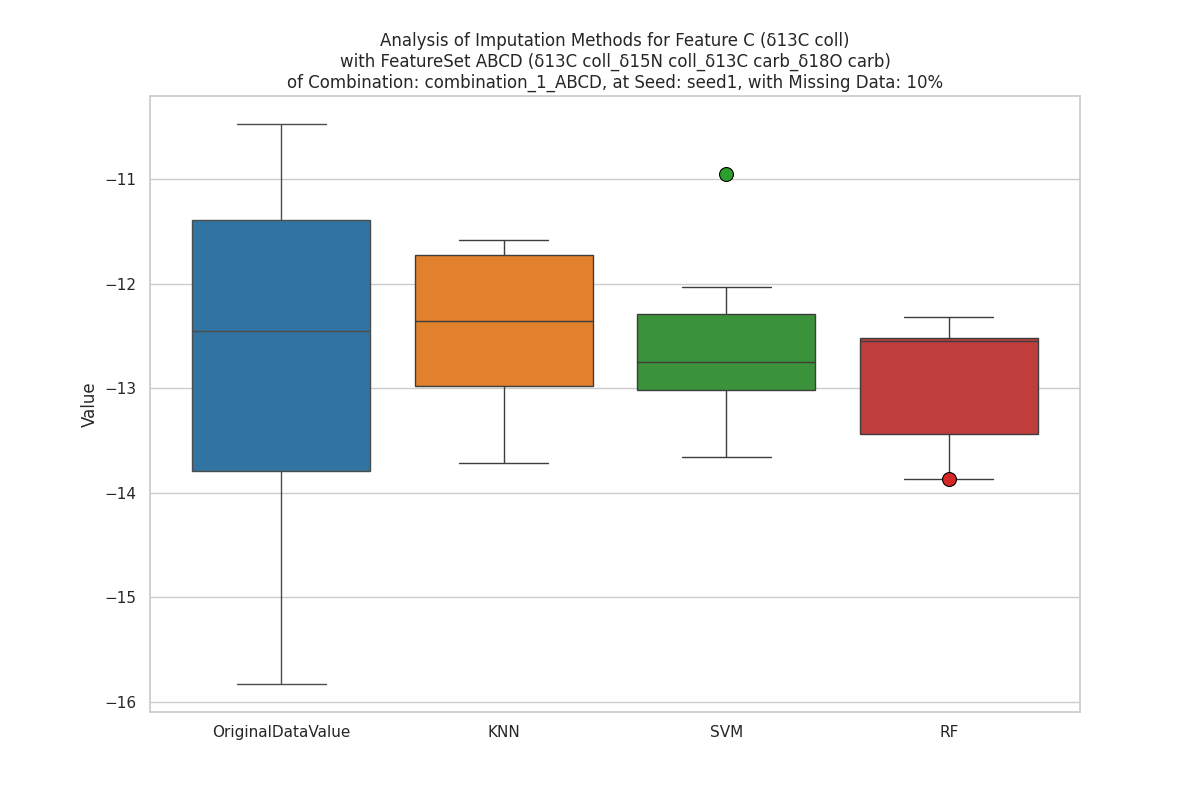 Analysis of Imputation Methods for Feature C (δ13C coll)
with FeatureSet ABCD (δ13C coll_δ15N coll_δ13C carb_δ18O carb)
of Combination: combination_1_ABCD, at Seed: seed1, with Missing Data: 10%
Value
−11
−12
−13
−14
−15
−16
OriginalDataValue KNN SVM RF